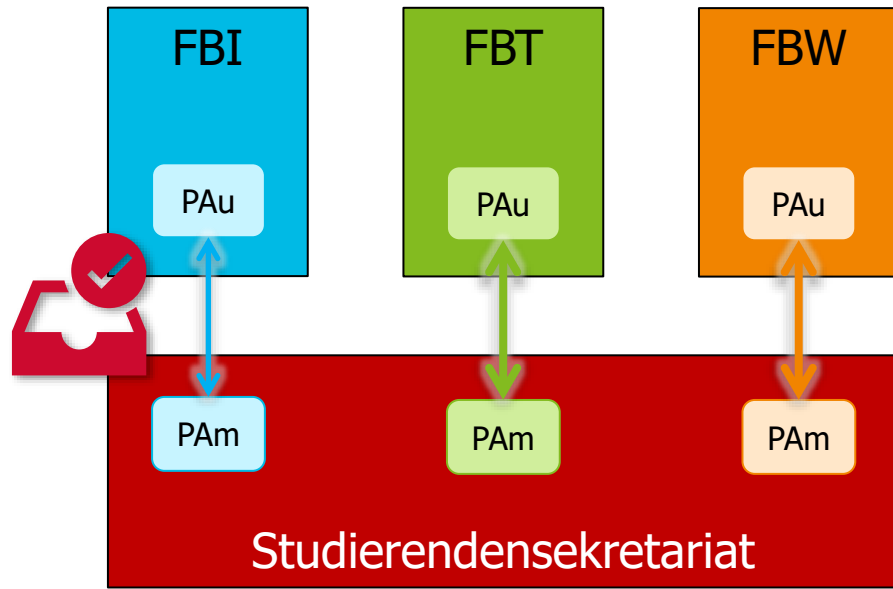 FBI
FBT
FBW
PAu
PAu
PAu
PAm
PAm
PAm
Studierendensekretariat